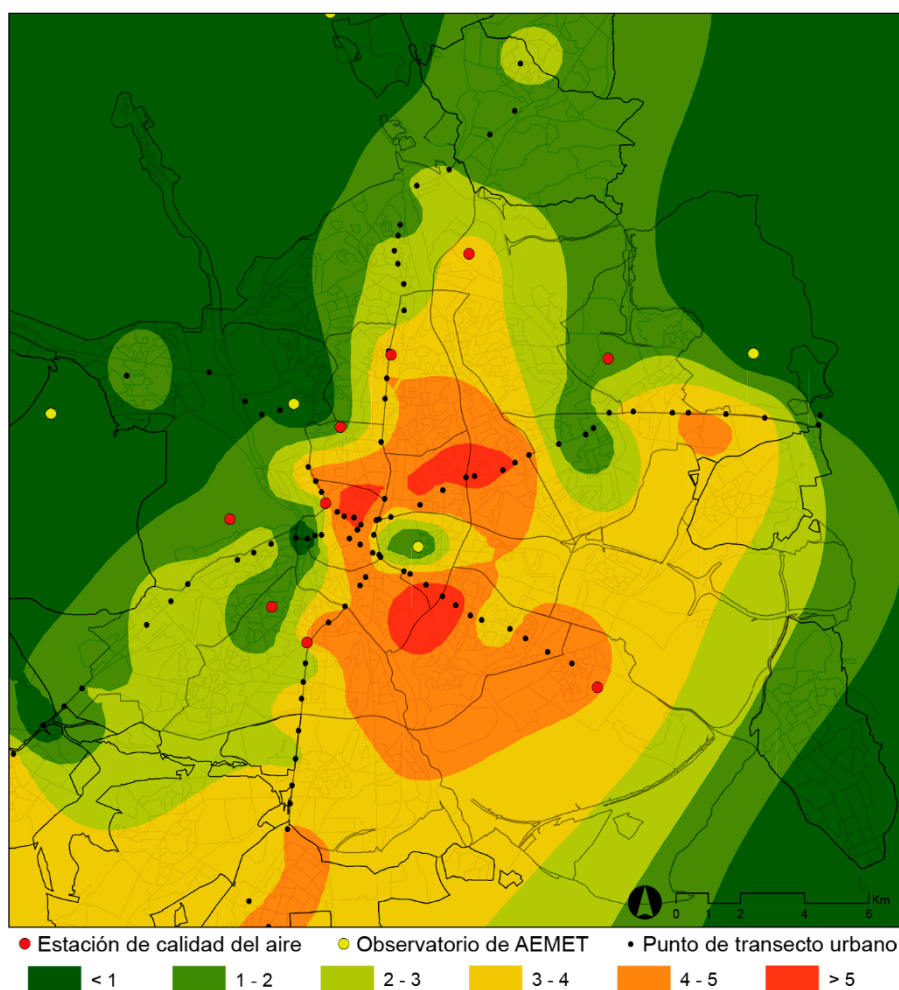 0 2 4 6 Km
Estación de calidad del aire Observatorio de AEMET Punto de transecto urbano
< 1 1 - 2 2 - 3 3 - 4 4 - 5 > 5